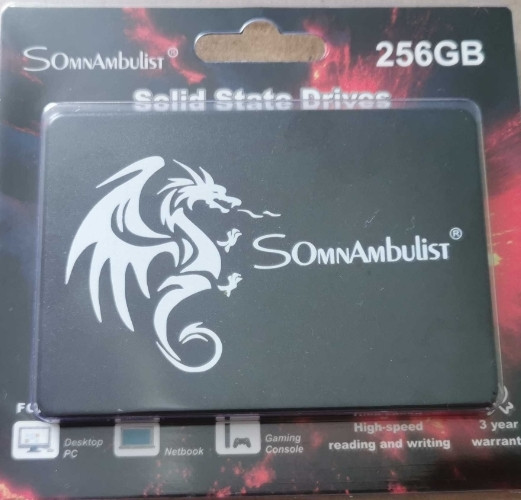 SOMNAMBULIST®
256GB
Solid State Drives
SOMNAMBULIST®
Desktop PC
Netbook
Gaming Console
High-speed
reading and writing
3 year